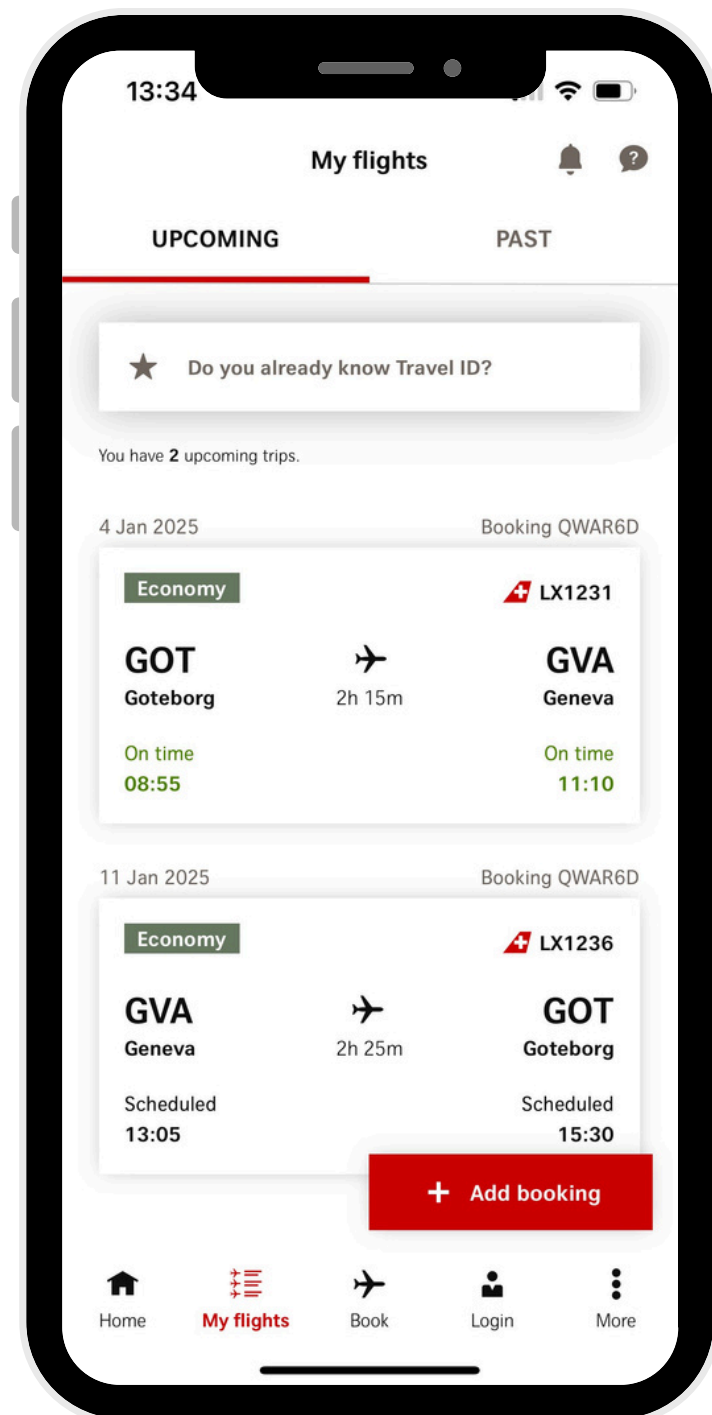 13:34
My flights
?
UPCOMING PAST
Do you already know Travel ID?
You have 2 upcoming trips.
4 Jan 2025 Booking QWAR6D
Economy LX1231
GOT GVA
Goteborg 2h 15m Geneva
On time On time
08:55 11:10
11 Jan 2025 Booking QWAR6D
Economy LX1236
GVA GOT
Geneva 2h 25m Goteborg
Scheduled Scheduled
13:05 15:30
+ Add booking
Home My flights Book Login More